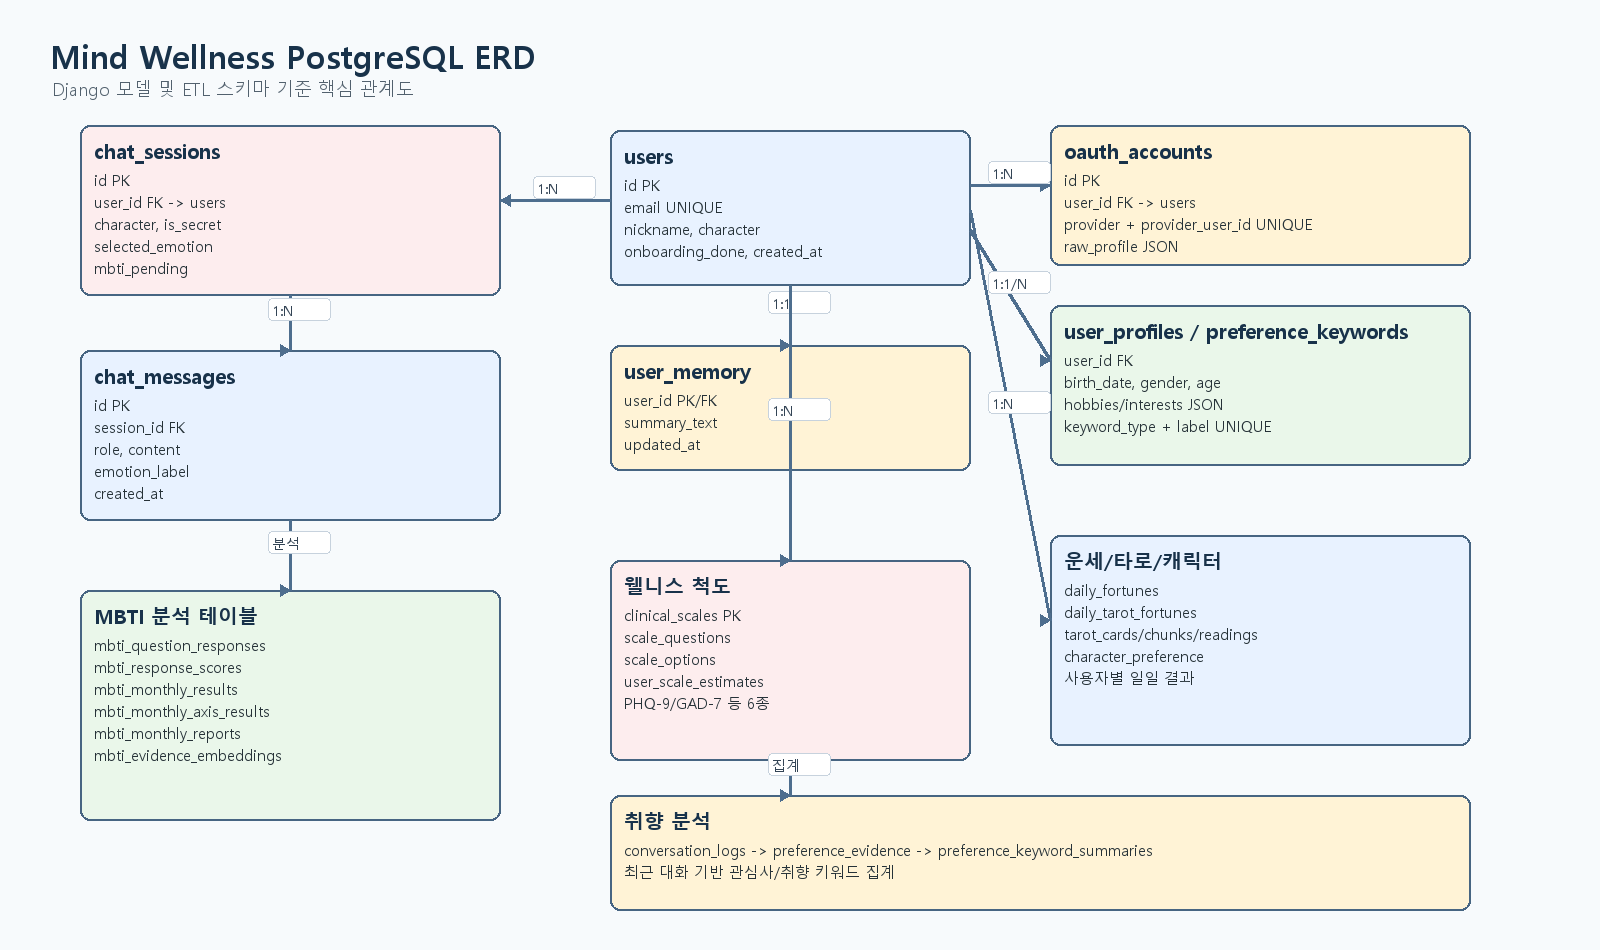 Mind Wellness PostgreSQL ERD
Django 모델 및 ETL 스키마 기준 핵심 관계도
chat_sessions
id PK
user_id FK -> users
character, is_secret
selected_emotion
mbti_pending
1:N
users
id PK
email UNIQUE
nickname, character
onboarding_done, created_at
1:N
oauth_accounts
id PK
user_id FK -> users
provider + provider_user_id UNIQUE
raw_profile JSON
1:N
chat_messages
id PK
session_id FK
role, content
emotion_label
created_at
1:1
user_memory
user_id PK/FK
summary_text
updated_at
1:N
1:1/N
user_profiles / preference_keywords
user_id FK
birth_date, gender, age
hobbies/interests JSON
keyword_type + label UNIQUE
1:N
분석
MBTI 분석 테이블
mbti_question_responses
mbti_response_scores
mbti_monthly_results
mbti_monthly_axis_results
mbti_monthly_reports
mbti_evidence_embeddings
웰니스 척도
clinical_scales PK
scale_questions
scale_options
user_scale_estimates
PHQ-9/GAD-7 등 6종
운세/타로/캐릭터
daily_fortunes
daily_tarot_fortunes
tarot_cards/chunks/readings
character_preference
사용자별 일일 결과
집계
취향 분석
conversation_logs -> preference_evidence -> preference_keyword_summaries
최근 대화 기반 관심사/취향 키워드 집계